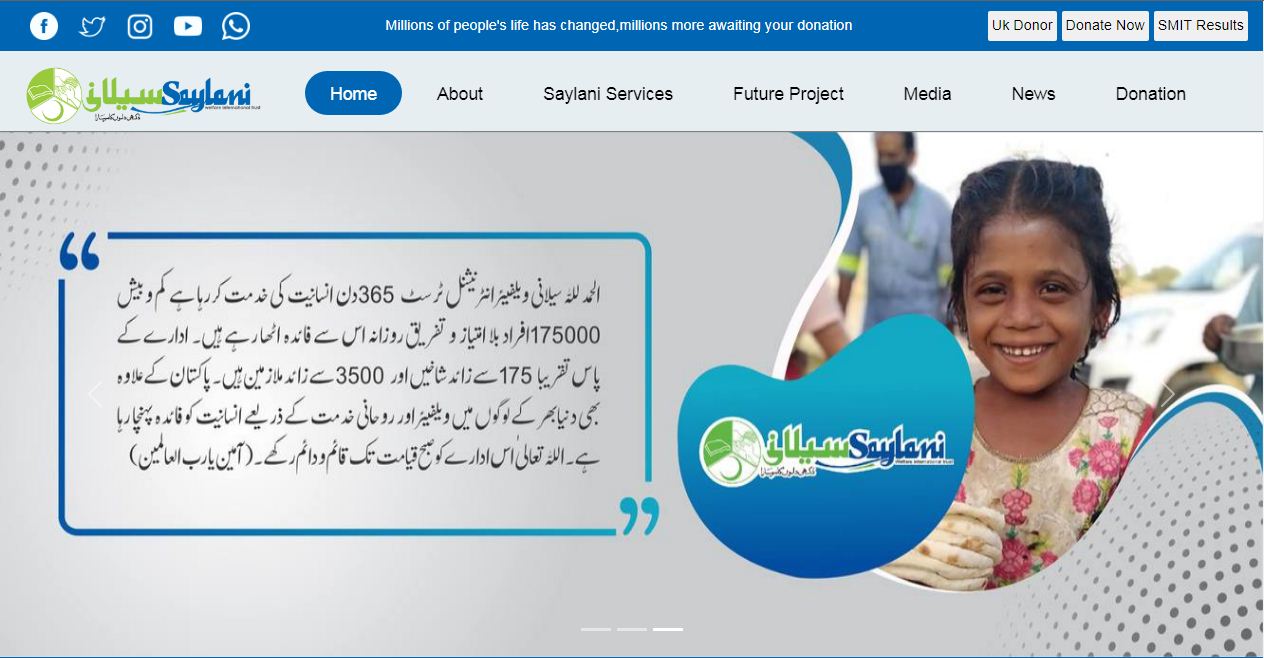 Millions of people's life has changed,millions more awaiting your donation
Uk Donor
Donate Now
SMIT Results
سیلانی Saylani
Welfare International Trust
Home
About
Saylani Services
Future Project
Media
News
Donation
الحمد للہ سیلانی ویلفیئر انٹرنیشنل ٹرسٹ 365 دن انسانیت کی خدمت کر رہا ہے کم و بیش
175000 افراد بلا امتیاز و تفریق روزانہ اس سے فائدہ اٹھا رہے ہیں۔ ادارے کے
پاس تقریبا 175 سے زائد شاخیں اور 3500 سے زائد ملازمین ہیں۔ پاکستان کے علاوہ
بھی دنیا بھر کے لوگوں میں ویلفیئر اور روحانی خدمت کے ذریعے انسانیت کو فائدہ پہنچا رہا
ہے۔ اللہ تعالیٰ اس ادارے کو صبح قیامت تک قائم و دائم رکھے۔ (آمین یارب العالمین)
سیلانی Saylani
Welfare International Trust